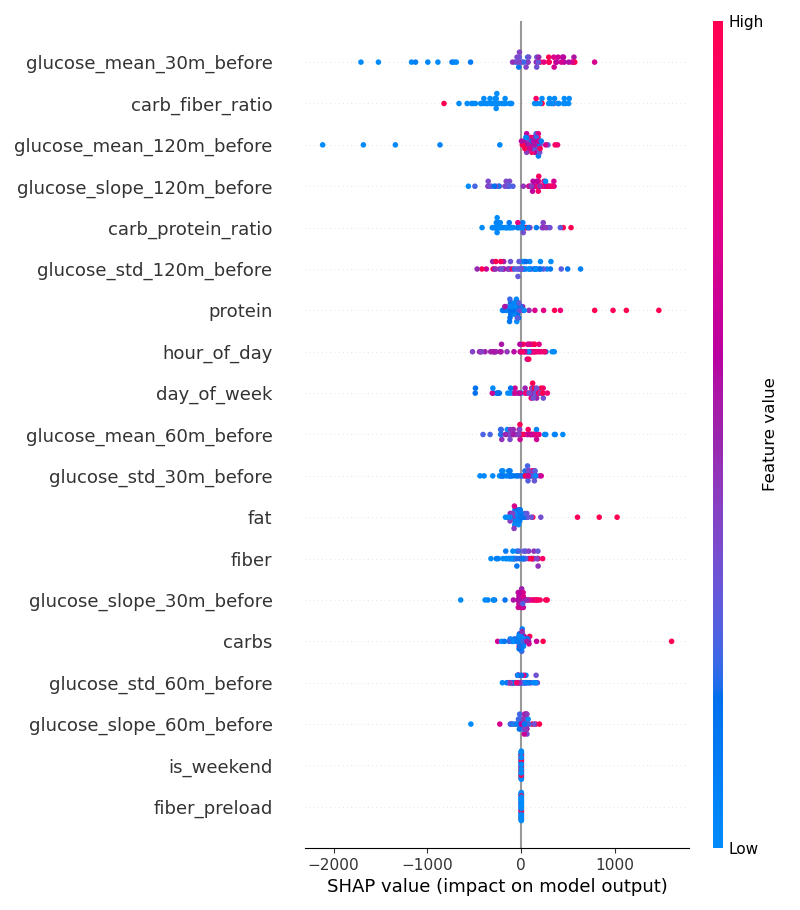 High
glucose_mean_30m_before
carb_fiber_ratio
glucose_mean_120m_before
glucose_slope_120m_before
carb_protein_ratio
glucose_std_120m_before
protein
hour_of_day
day_of_week
glucose_mean_60m_before
glucose_std_30m_before
fat
fiber
glucose_slope_30m_before
carbs
glucose_std_60m_before
glucose_slope_60m_before
is_weekend
fiber_preload
Feature value
Low
−2000 −1000 0 1000
SHAP value (impact on model output)